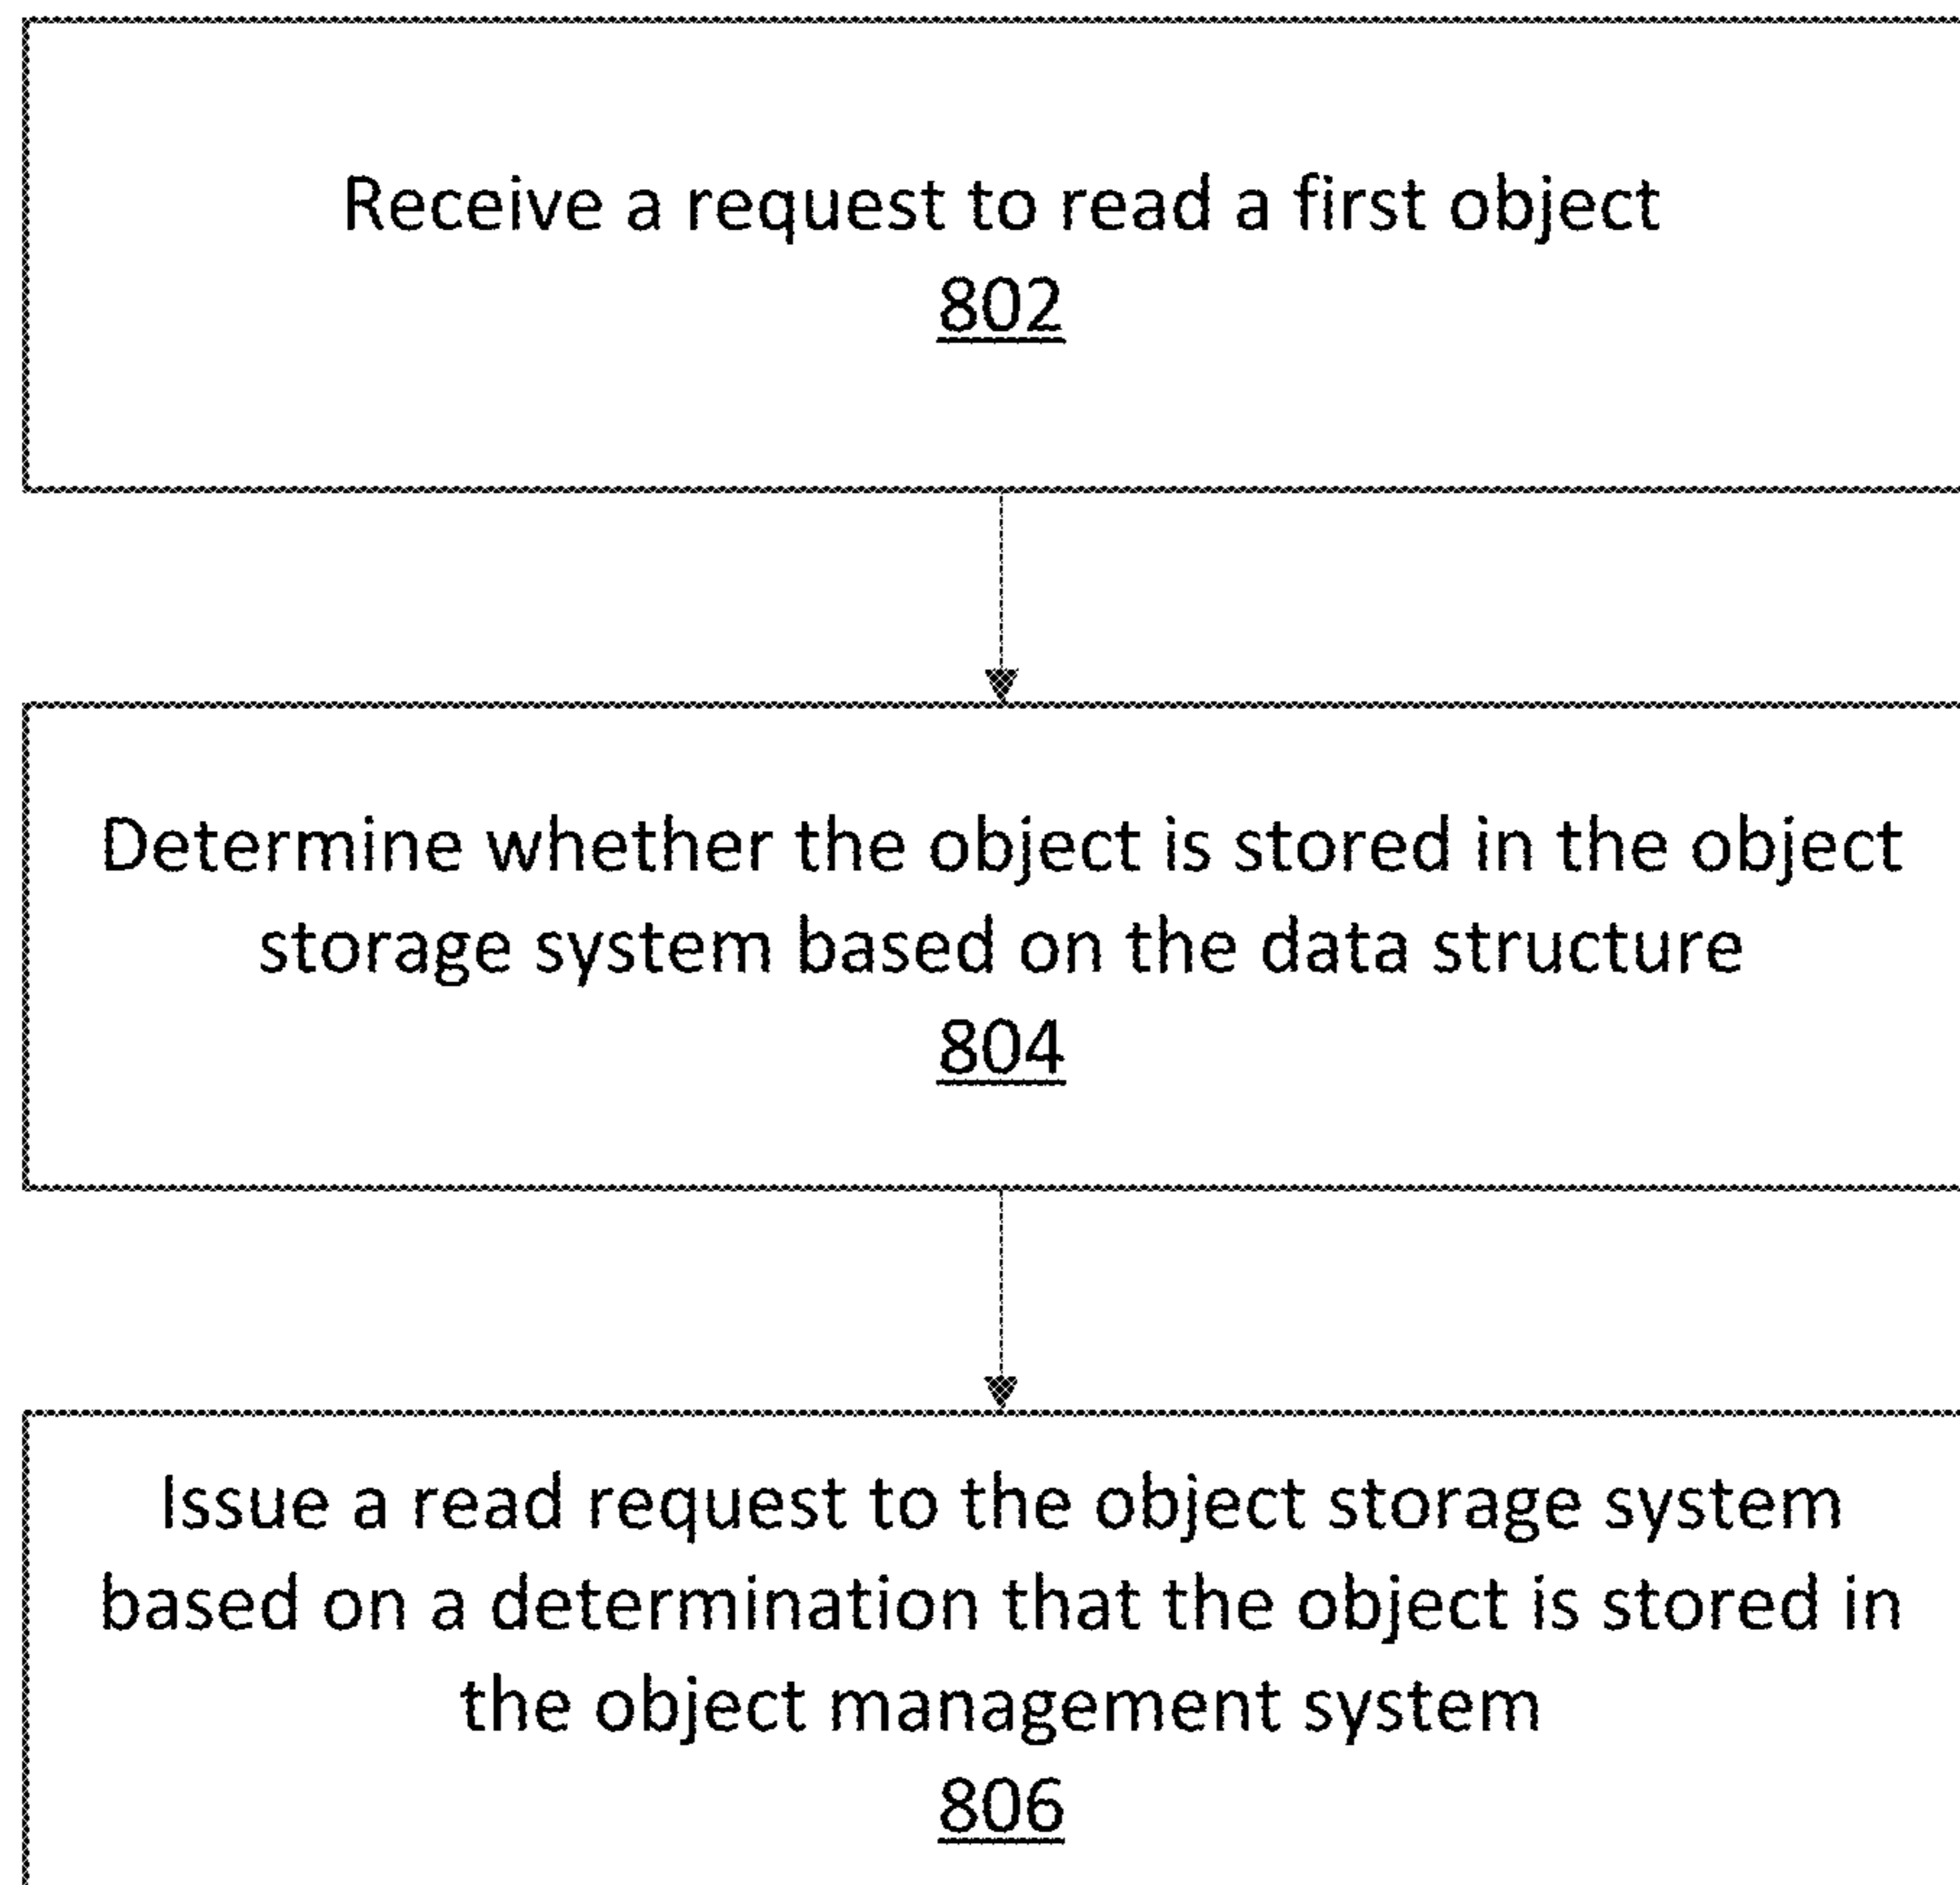 Receive a request to read a first object
802
Determine whether the object is stored in the object
storage system based on the data structure
804
Issue a read request to the object storage system
based on a determination that the object is stored in
the object management system
806